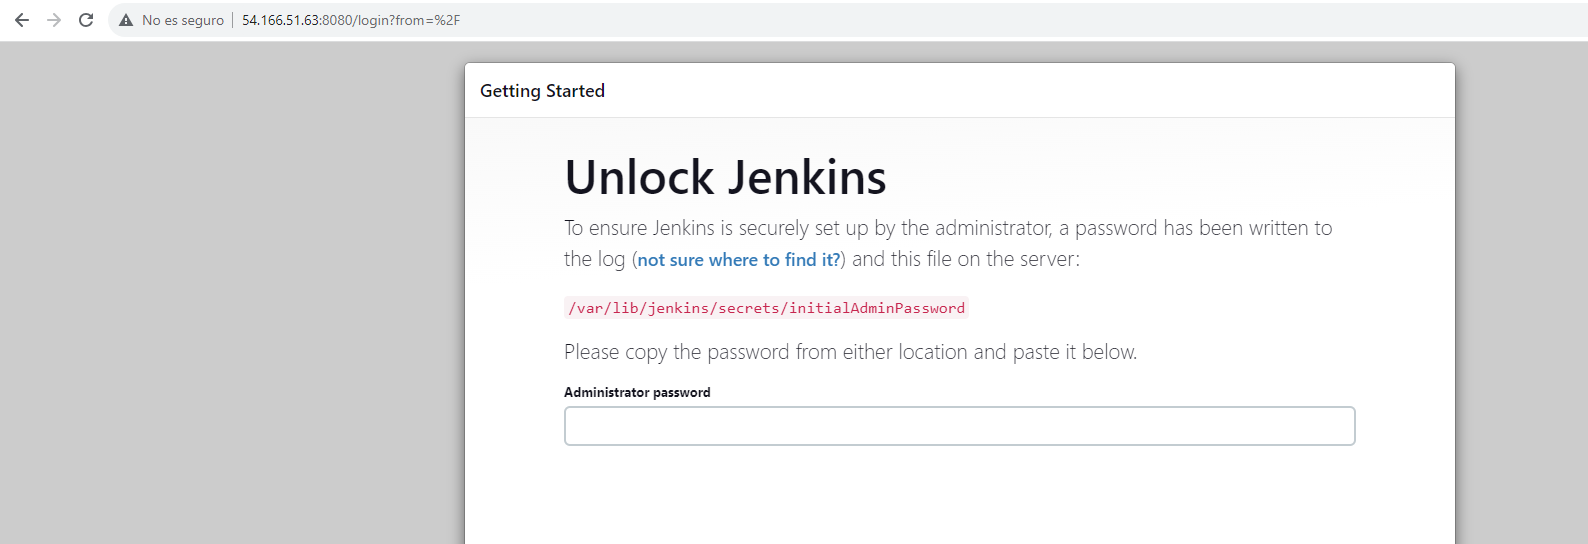 No es seguro | 54.166.51.63:8080/login?from=%2F
Getting Started
Unlock Jenkins
To ensure Jenkins is securely set up by the administrator, a password has been written to
the log (not sure where to find it?) and this file on the server:
/var/lib/jenkins/secrets/initialAdminPassword
Please copy the password from either location and paste it below.
Administrator password